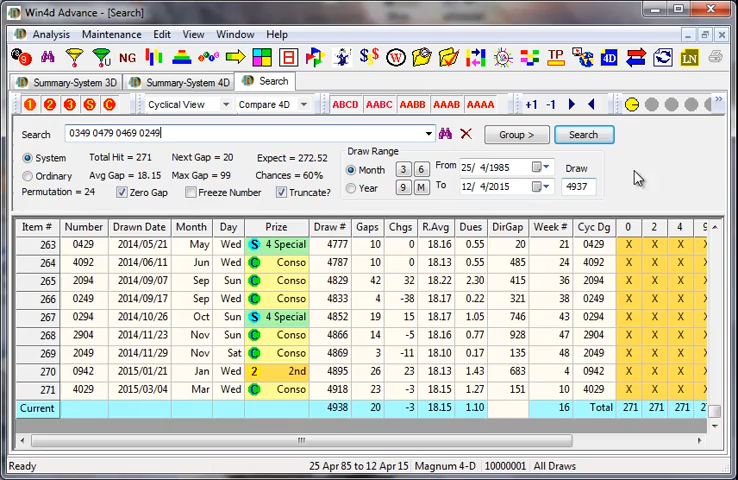 Win4d Advance - [Search]
Analysis Maintenance Edit View Window Help
NG TP 4D LN
Summary-System 3D Summary-System 4D Search
1 2 3 S C Cyclical View Compare 4D ABCD AABC AABB AAAB AAAA +1 -1
Search 0349 0479 0469 0249 Group > Search
System Total Hit = 271 Next Gap = 20 Expect = 272.52
Ordinary Avg Gap = 18.15 Max Gap = 99 Chances = 60%
Permutation = 24 Zero Gap Freeze Number Truncate?
Draw Range
Month 3 6 From 25/ 4/1985 Draw
Year 9 M To 12/ 4/2015 4937
Item # Number Drawn Date Month Day Prize Draw # Gaps Chgs R.Avg Dues DirGap Week # Cyc Dg 0 2 4 9
263 0429 2014/05/21 May Wed S 4 Special 4777 10 0 18.16 0.55 20 21 0429 X X X X
264 4092 2014/06/11 Jun Wed C Conso 4787 10 0 18.13 0.55 485 24 4092 X X X X
265 2094 2014/09/07 Sep Sun C Conso 4829 42 32 18.22 2.30 415 36 2094 X X X X
266 0249 2014/09/17 Sep Wed C Conso 4833 4 -38 18.17 0.22 321 38 0249 X X X X
267 0294 2014/10/26 Oct Sun S 4 Special 4852 19 15 18.17 1.05 746 43 0294 X X X X
268 2904 2014/11/23 Nov Sun C Conso 4866 14 -5 18.16 0.77 928 47 2904 X X X X
269 2049 2014/11/29 Nov Sat C Conso 4869 3 -11 18.10 0.17 135 48 2049 X X X X
270 0942 2015/01/21 Jan Wed 2 2nd 4895 26 23 18.13 1.43 683 4 0942 X X X X
271 4029 2015/03/04 Mar Wed C Conso 4918 23 -3 18.15 1.27 151 10 4029 X X X X
Current 4938 20 -3 18.15 1.10 16 Total 271 271 271
Ready 25 Apr 85 to 12 Apr 15 Magnum 4-D 10000001 All Draws